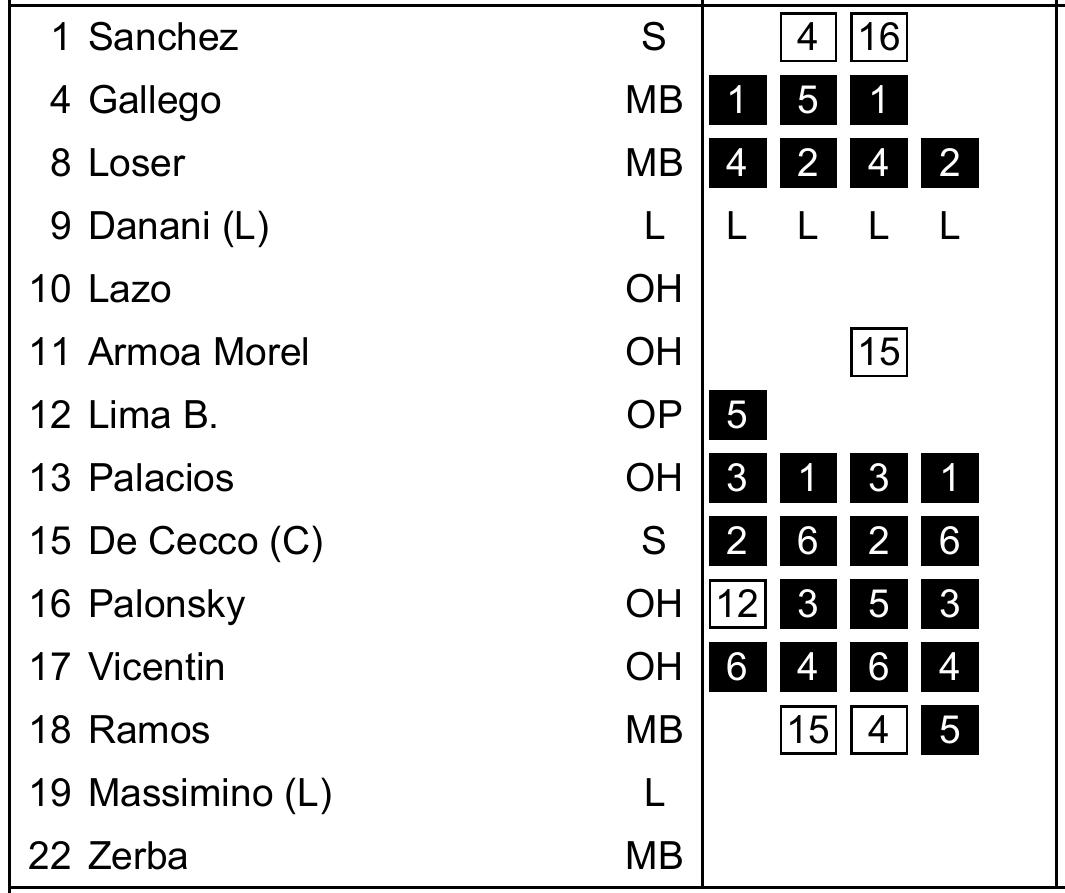 1 Sanchez S 4 16
4 Gallego MB 1 5 1
8 Loser MB 4 2 4 2
9 Danani (L) L L L L L
10 Lazo OH
11 Armoa Morel OH 15
12 Lima B. OP 5
13 Palacios OH 3 1 3 1
15 De Cecco (C) S 2 6 2 6
16 Palonsky OH 12 3 5 3
17 Vicentin OH 6 4 6 4
18 Ramos MB 15 4 5
19 Massimino (L) L
22 Zerba MB